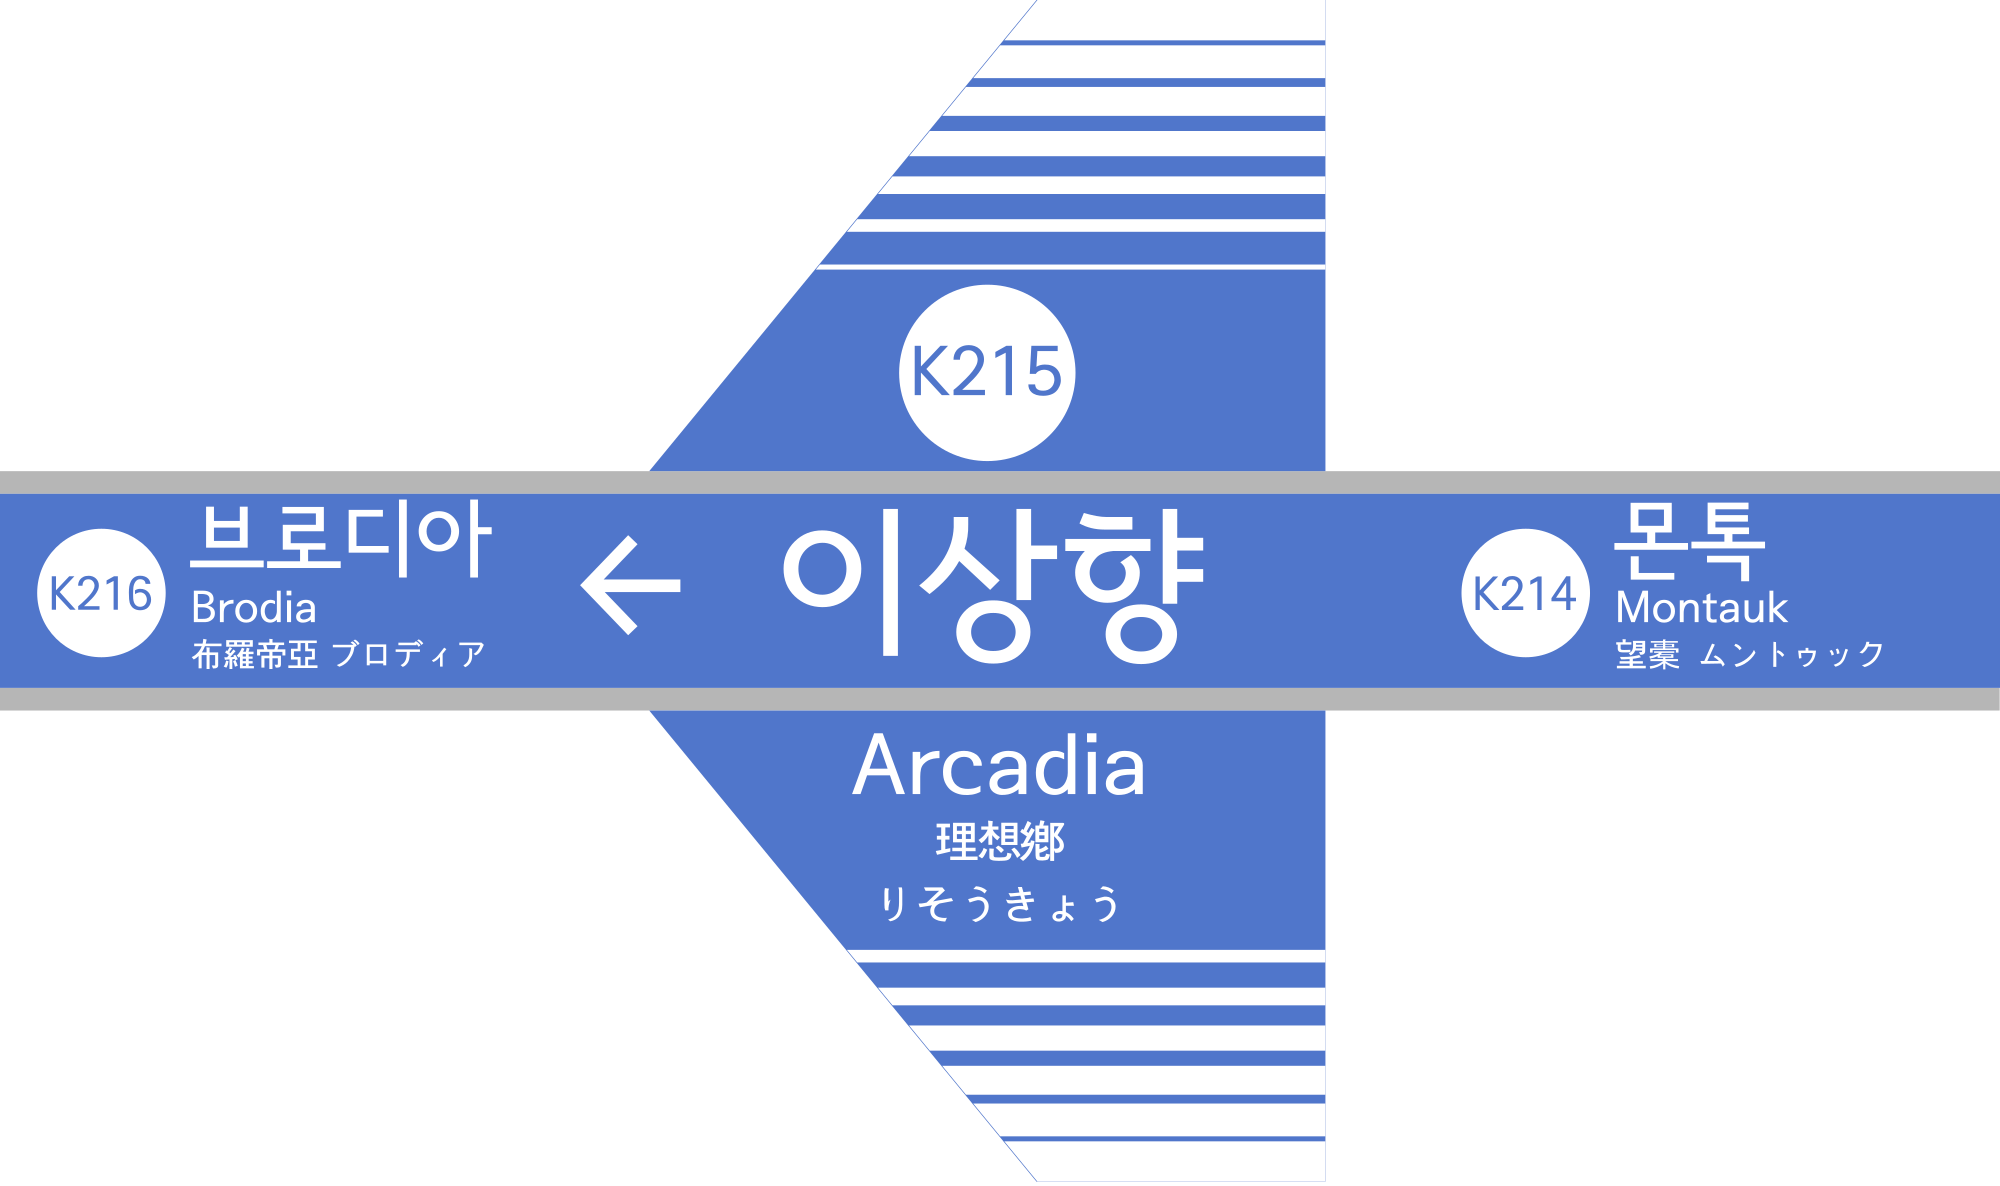 K215
K216
브로디아
Brodia
布羅帝亞 ブロディア
←
이상향
K214
몬톡
Montauk
望橐 ムントゥック
Arcadia
理想鄕
りそうきょう